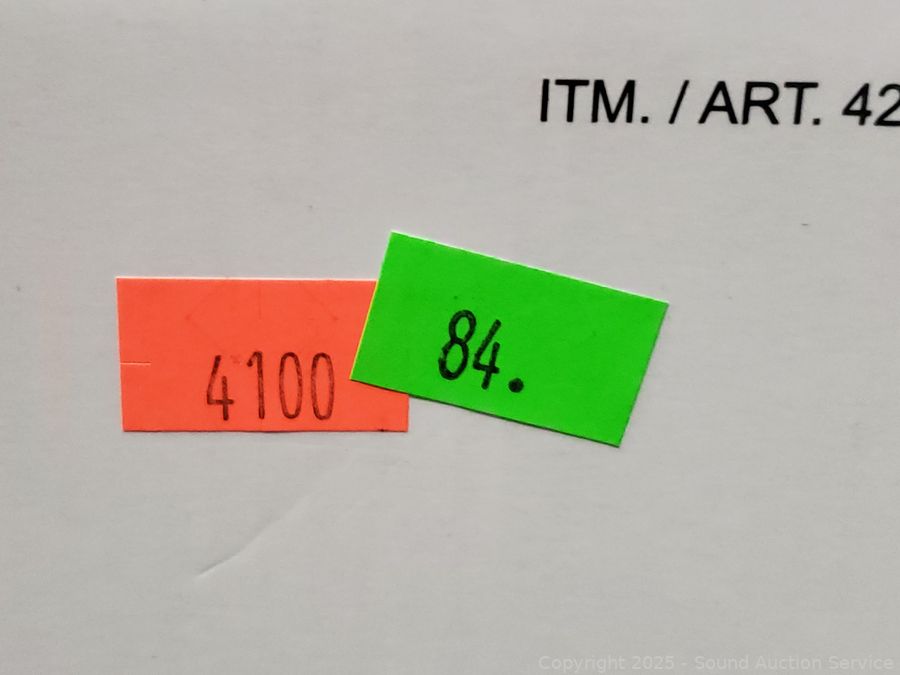 ITM. / ART. 42
4100
84.
Copyright 2025 - Sound Auction Service